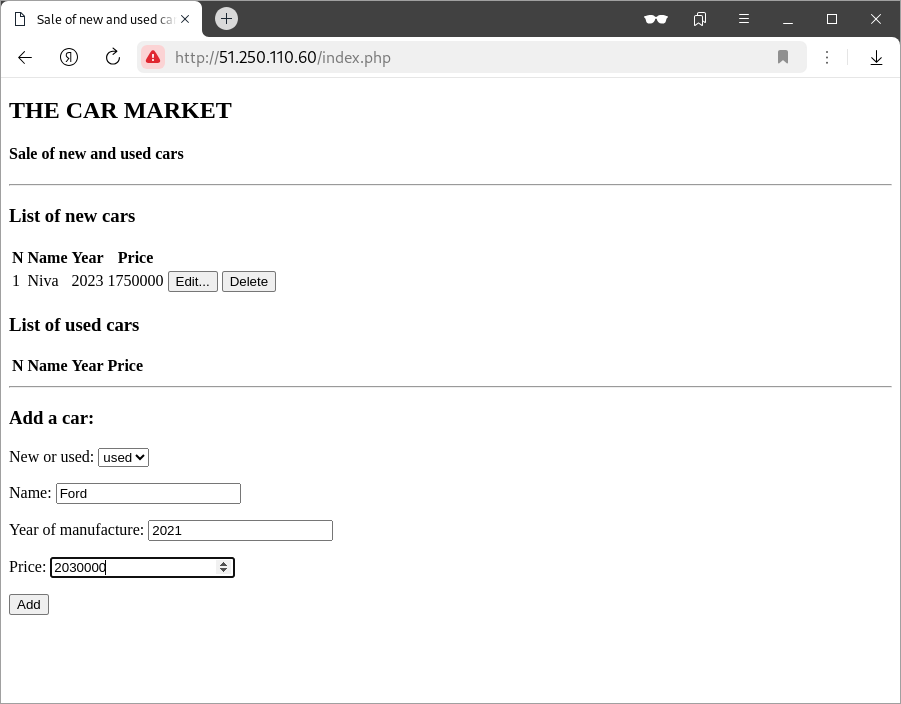 Sale of new and used ca
Я
http://51.250.110.60/index.php
THE CAR MARKET
Sale of new and used cars
List of new cars
N Name Year Price
1 Niva 2023 1750000 Edit... Delete
List of used cars
N Name Year Price
Add a car:
New or used: used
Name: Ford
Year of manufacture: 2021
Price: 2030000
Add